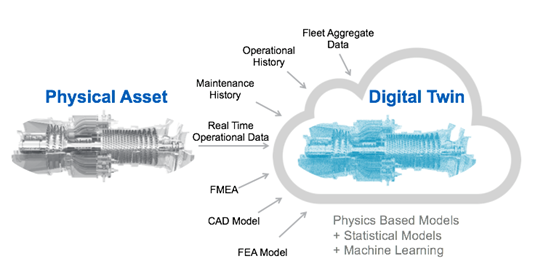 Fleet Aggregate
Data
Operational
History
Maintenance
History
Physical Asset
Digital Twin
Real Time
Operational Data
FMEA
CAD Model
FEA Model
Physics Based Models
+ Statistical Models
+ Machine Learning